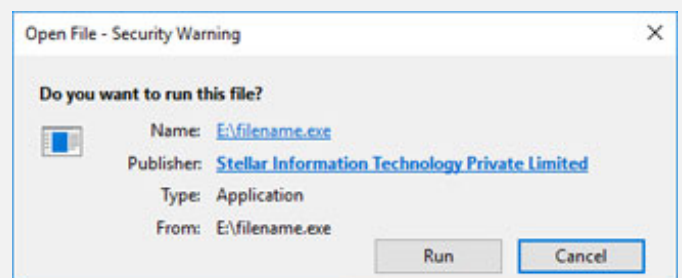 Open File - Security Warning
Do you want to run this file?
Name: E:\filename.exe
Publisher: Stellar Information Technology Private Limited
Type: Application
From: E:\filename.exe
Run Cancel